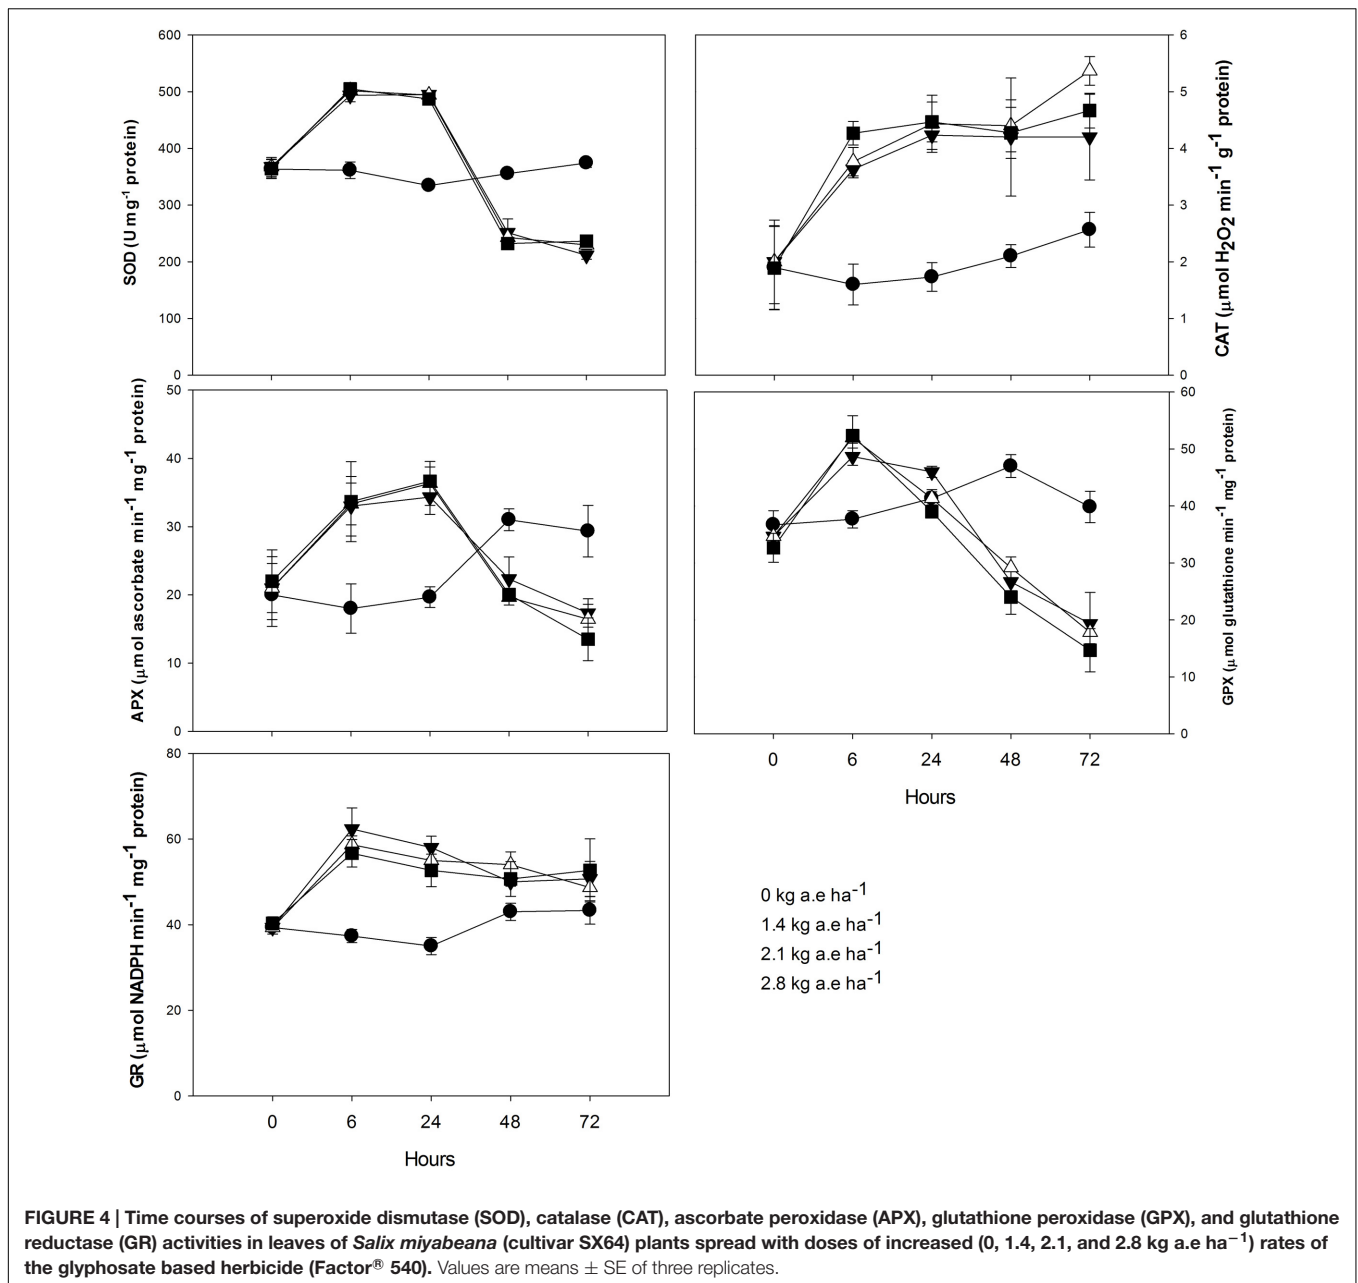 600
500
400
300
200
100
0
SOD (U mg⁻¹ protein)
6
5
4
3
2
1
0
CAT (μmol H₂O₂ min⁻¹ g⁻¹ protein)
50
40
30
20
10
0
APX (μmol ascorbate min⁻¹ mg⁻¹ protein)
60
50
40
30
20
10
0
GPX (μmol glutathione min⁻¹ mg⁻¹ protein)
0 6 24 48 72
Hours
80
60
40
20
0
GR (μmol NADPH min⁻¹ mg⁻¹ protein)
0 6 24 48 72
Hours
0 kg a.e ha⁻¹
1.4 kg a.e ha⁻¹
2.1 kg a.e ha⁻¹
2.8 kg a.e ha⁻¹
FIGURE 4 | Time courses of superoxide dismutase (SOD), catalase (CAT), ascorbate peroxidase (APX), glutathione peroxidase (GPX), and glutathione
reductase (GR) activities in leaves of Salix miyabeana (cultivar SX64) plants spread with doses of increased (0, 1.4, 2.1, and 2.8 kg a.e ha⁻¹) rates of
the glyphosate based herbicide (Factor® 540). Values are means ± SE of three replicates.